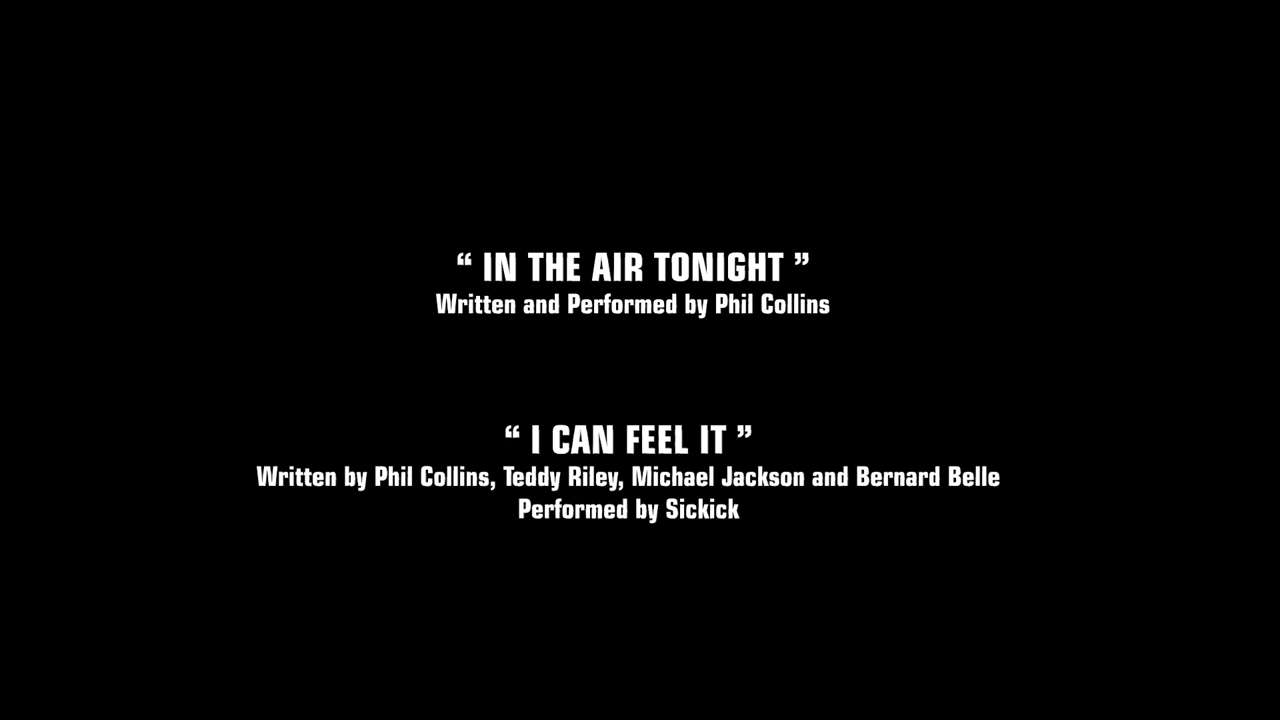 “ IN THE AIR TONIGHT ”
Written and Performed by Phil Collins
“ I CAN FEEL IT ”
Written by Phil Collins, Teddy Riley, Michael Jackson and Bernard Belle
Performed by Sickick